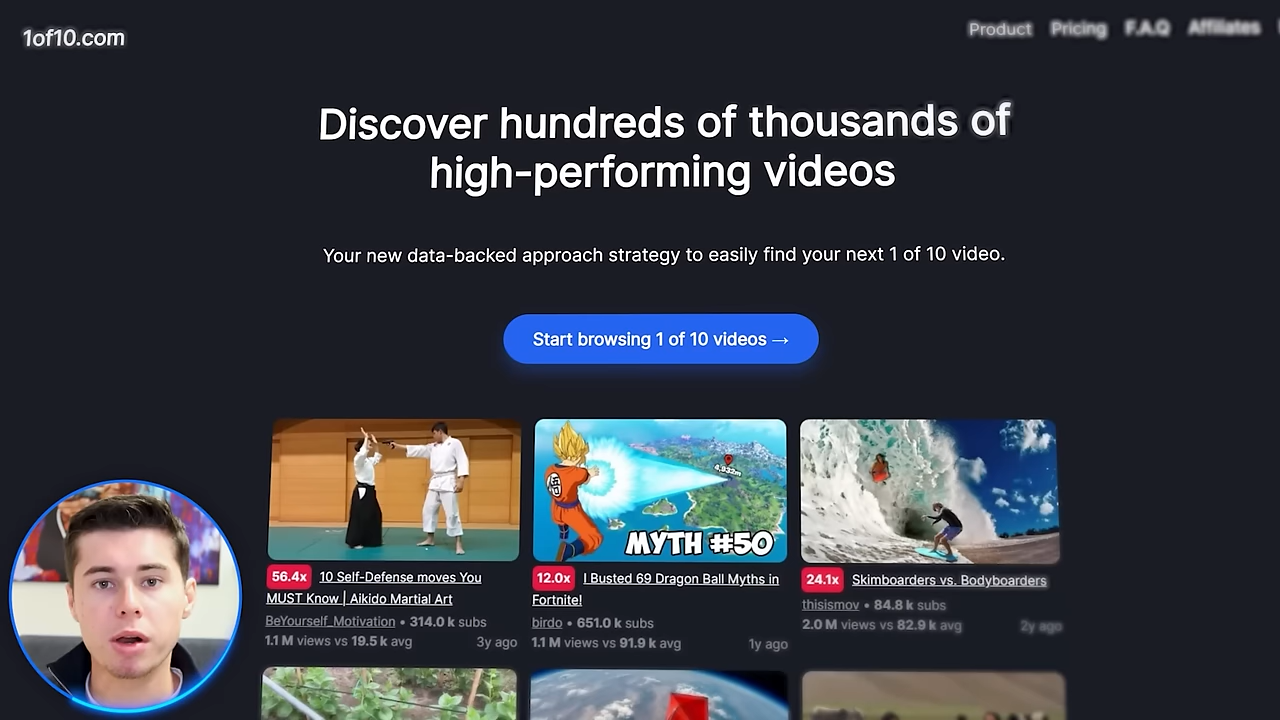 1of10.com
Product Pricing F.A.Q Affiliates
Discover hundreds of thousands of
high-performing videos
Your new data-backed approach strategy to easily find your next 1 of 10 video.
Start browsing 1 of 10 videos →
4,932m
MYTH #50
56.4x 10 Self-Defense moves You
MUST Know | Aikido Martial Art
BeYourself_Motivation • 314.0 k subs
1.1 M views vs 19.5 k avg 3y ago
12.0x I Busted 69 Dragon Ball Myths in
Fortnite!
birdo • 651.0 k subs
1.1 M views vs 91.9 k avg 1y ago
24.1x Skimboarders vs. Bodyboarders
thisismov • 84.8 k subs
2.0 M views vs 82.9 k avg 2y ago